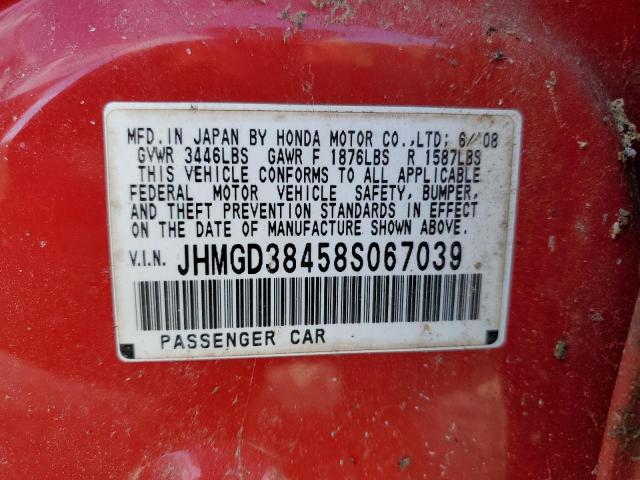 MFD. IN JAPAN BY HONDA MOTOR CO.,LTD; 6/08
GVWR 3446LBS GAWR F 1876LBS R 1587LBS
THIS VEHICLE CONFORMS TO ALL APPLICABLE
FEDERAL MOTOR VEHICLE SAFETY, BUMPER,
AND THEFT PREVENTION STANDARDS IN EFFECT
ON THE DATE OF MANUFACTURE SHOWN ABOVE.
V.I.N. JHMGD38458S067039
PASSENGER CAR